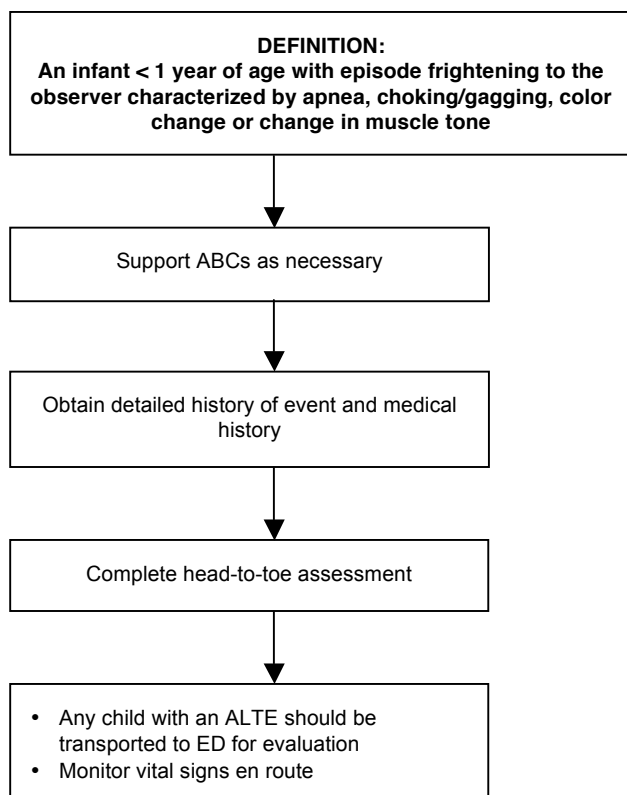 DEFINITION:
An infant < 1 year of age with episode frightening to the
observer characterized by apnea, choking/gagging, color
change or change in muscle tone
Support ABCs as necessary
Obtain detailed history of event and medical
history
Complete head-to-toe assessment
• Any child with an ALTE should be
transported to ED for evaluation
• Monitor vital signs en route